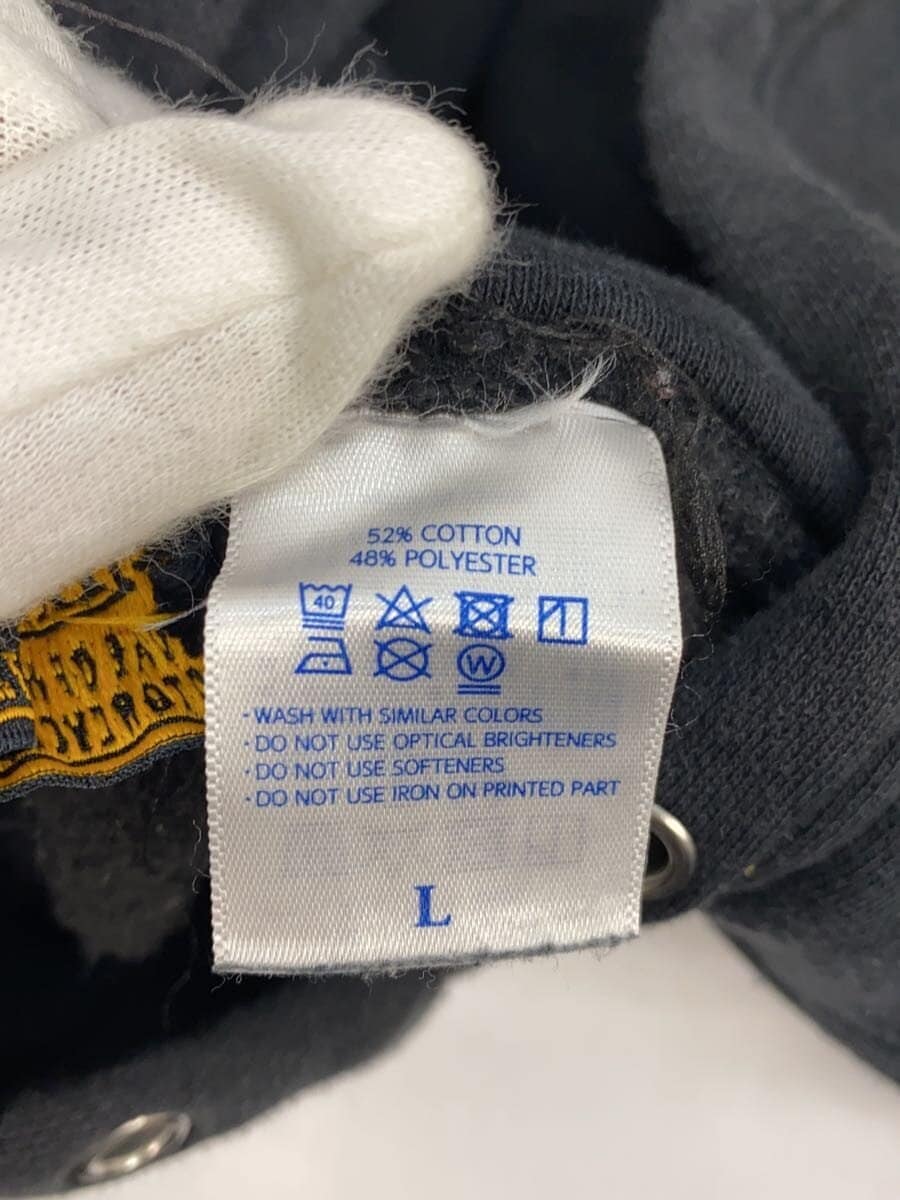 52% COTTON
48% POLYESTER
40
W
·WASH WITH SIMILAR COLORS
·DO NOT USE OPTICAL BRIGHTENERS
·DO NOT USE SOFTENERS
·DO NOT USE IRON ON PRINTED PART
L